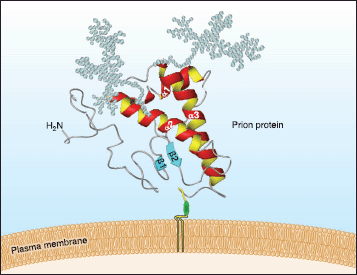 α1
H₂N
α3
Prion protein
α2
β2
β1
Plasma membrane